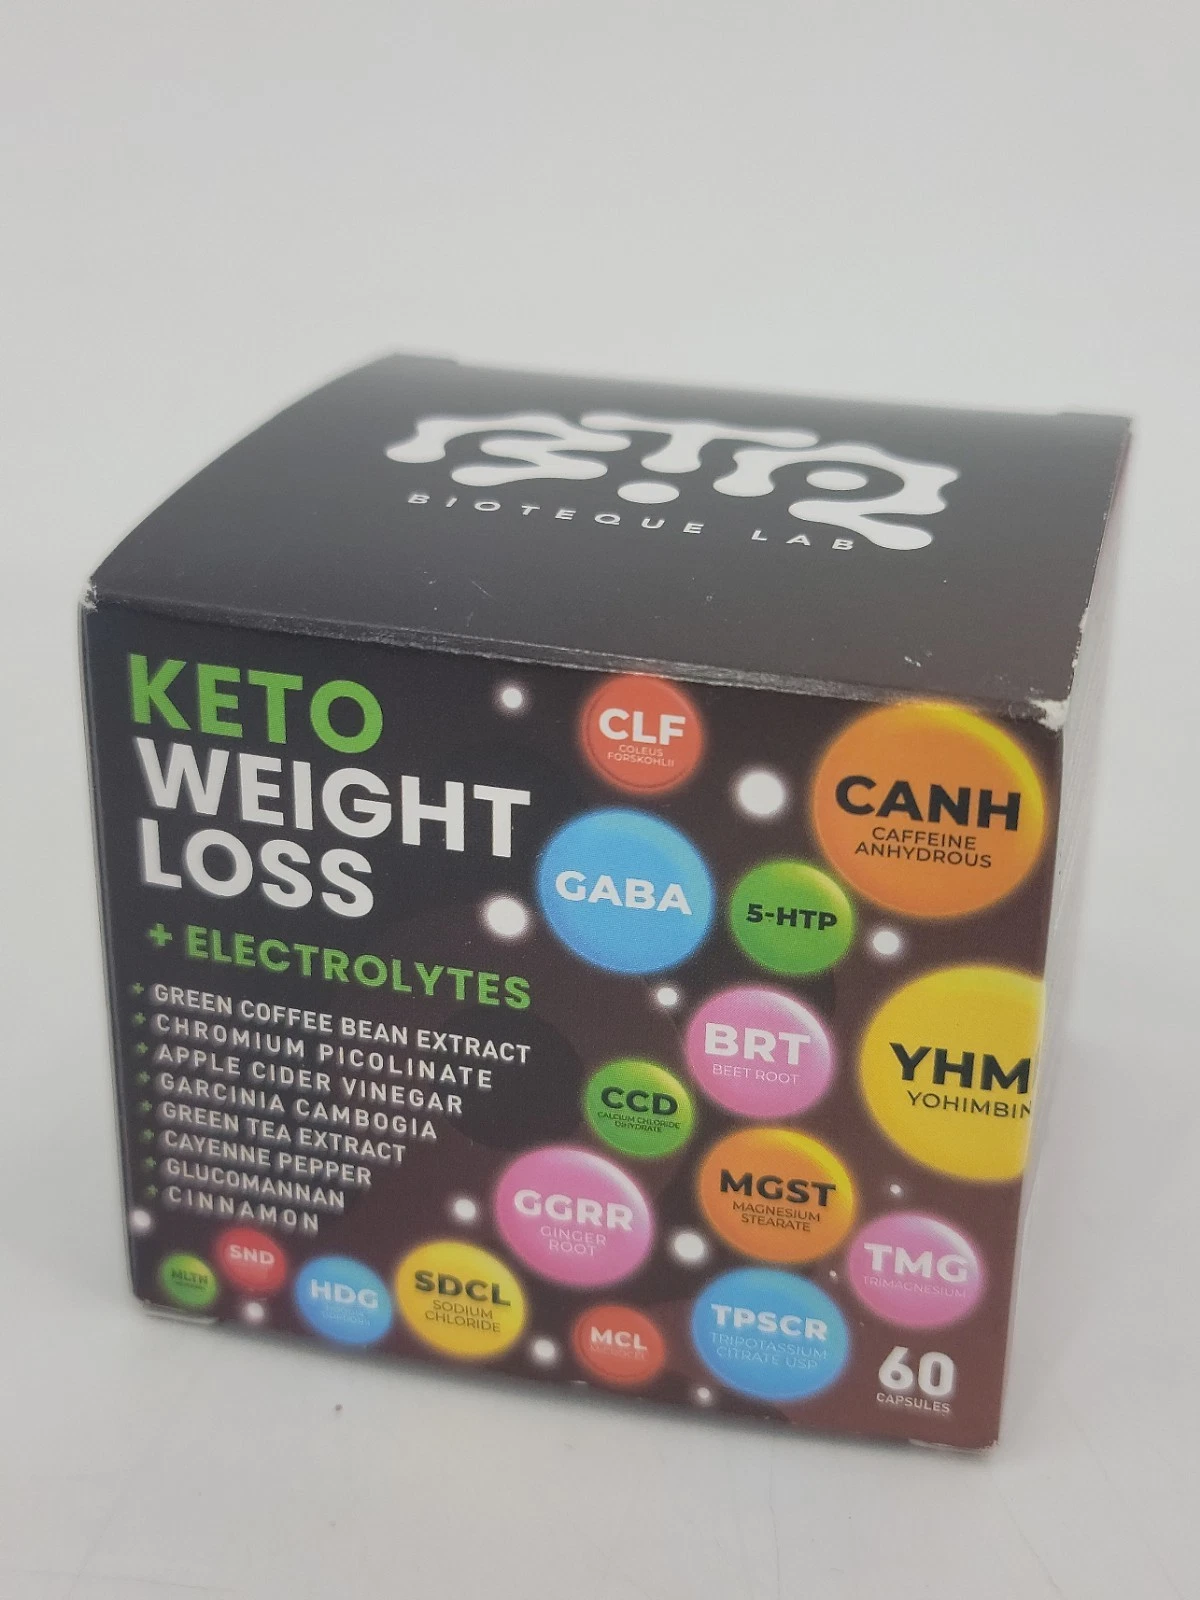 BTQ
BIOTEQUE LAB
KETO
WEIGHT
LOSS
+ ELECTROLYTES
+ GREEN COFFEE BEAN EXTRACT
+ CHROMIUM PICOLINATE
+ APPLE CIDER VINEGAR
+ GARCINIA CAMBOGIA
+ GREEN TEA EXTRACT
+ CAYENNE PEPPER
+ GLUCOMANNAN
+ CINNAMON
CLF
COLEUS
FORSKOHLII
CANH
CAFFEINE
ANHYDROUS
GABA
5-HTP
BRT
BEET ROOT
YHM
YOHIMBIN
CCD
CALCIUM CHLORIDE
DIHYDRATE
MGST
MAGNESIUM
STEARATE
GGRR
GINGER
ROOT
TMG
TRIMAGNESIUM
MLTN
SND
HDG
SDCL
SODIUM
CHLORIDE
MCL
TPSCR
TRIPOTASSIUM
CITRATE USP
60
CAPSULES